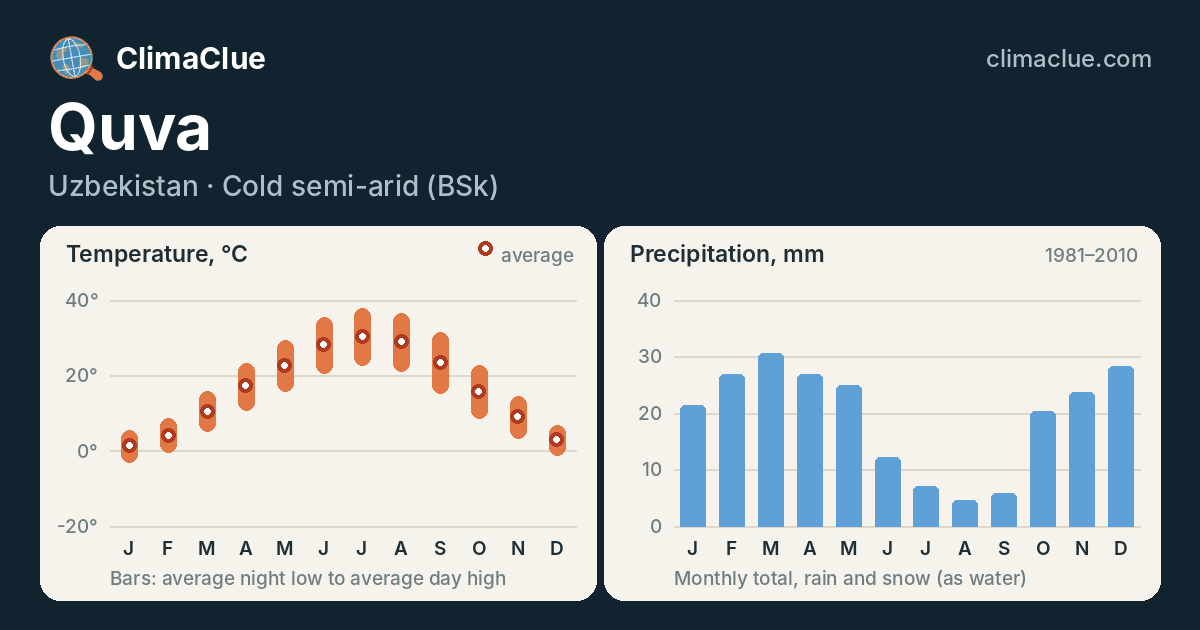 ClimaClue
climaclue.com
Quva
Uzbekistan · Cold semi-arid (BSk)
Temperature, °C
average
40°
20°
0°
-20°
J F M A M J J A S O N D
Bars: average night low to average day high
Precipitation, mm
1981–2010
40
30
20
10
0
J F M A M J J A S O N D
Monthly total, rain and snow (as water)